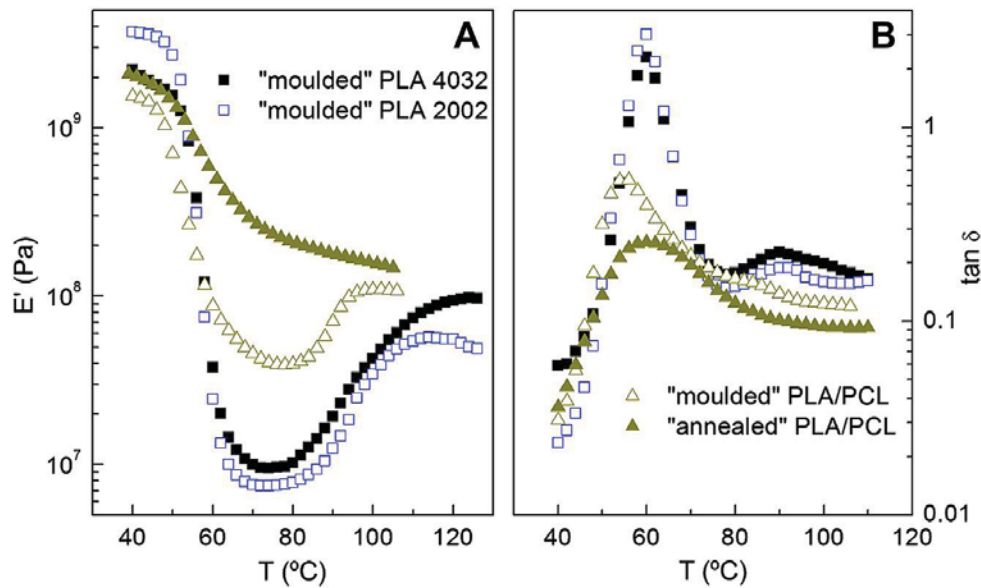 A
"moulded" PLA 4032
"moulded" PLA 2002
10⁹
10⁸
10⁷
E' (Pa)
40 60 80 100 120
T (ºC)
B
1
0.1
0.01
tan δ
"moulded" PLA/PCL
"annealed" PLA/PCL
40 60 80 100 120
T (ºC)